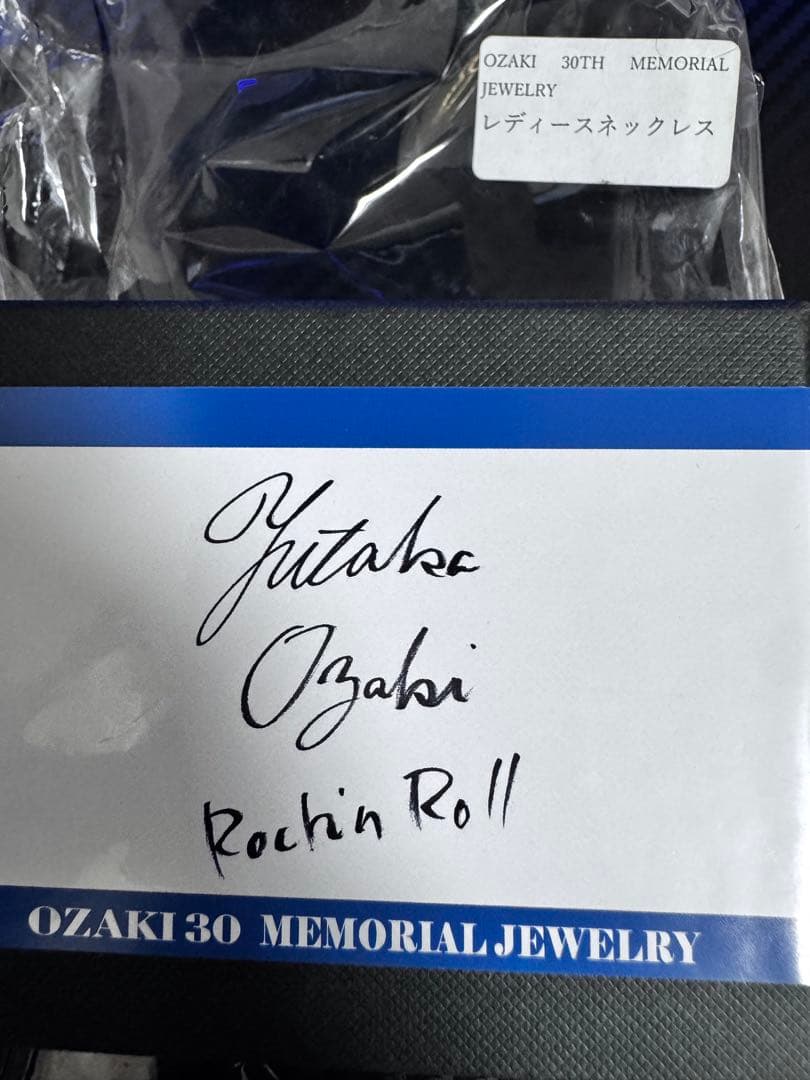 OZAKI 30TH MEMORIAL
JEWELRY
レディースネックレス
Yutaka
Ozaki
Rockin Roll
OZAKI 30 MEMORIAL JEWELRY